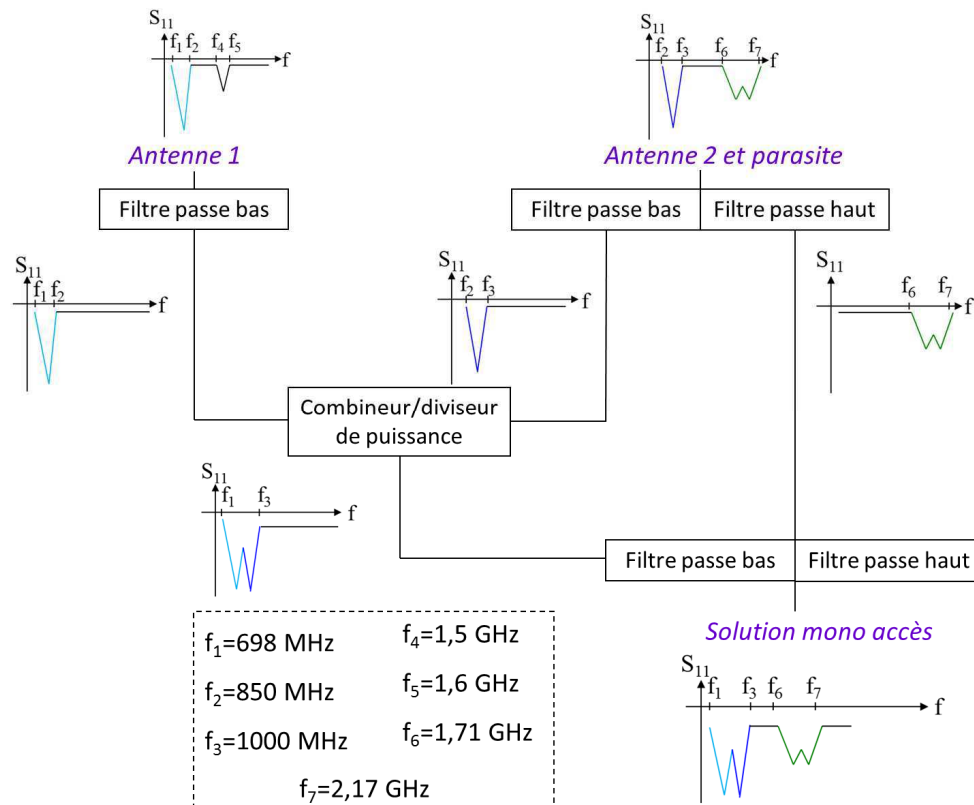 S11
f1 f2 f4 f5
f
Antenne 1
S11
f2 f3 f6 f7
f
Antenne 2 et parasite
Filtre passe bas
Filtre passe bas
Filtre passe haut
S11
f1 f2
f
S11
f2 f3
f
S11
f6 f7
f
Combineur/diviseur
de puissance
S11
f1 f3
f
Filtre passe bas
Filtre passe haut
f1=698 MHz
f2=850 MHz
f3=1000 MHz
f4=1,5 GHz
f5=1,6 GHz
f6=1,71 GHz
f7=2,17 GHz
Solution mono accès
S11
f1 f3 f6 f7
f